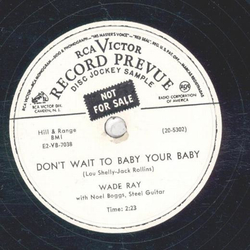 RCA VICTOR
RECORD PREVUE
DISC JOCKEY SAMPLE
NOT
FOR SALE
RCA VICTOR DIV.
CAMDEN, N. J.
RADIO CORPORATION
OF AMERICA
Hill & Range
BMI
(20-5302)
E2-VB-7038
DON'T WAIT TO BABY YOUR BABY
(Lou Shelly-Jack Rollins)
WADE RAY
with Noel Boggs, Steel Guitar
Time: 2:23